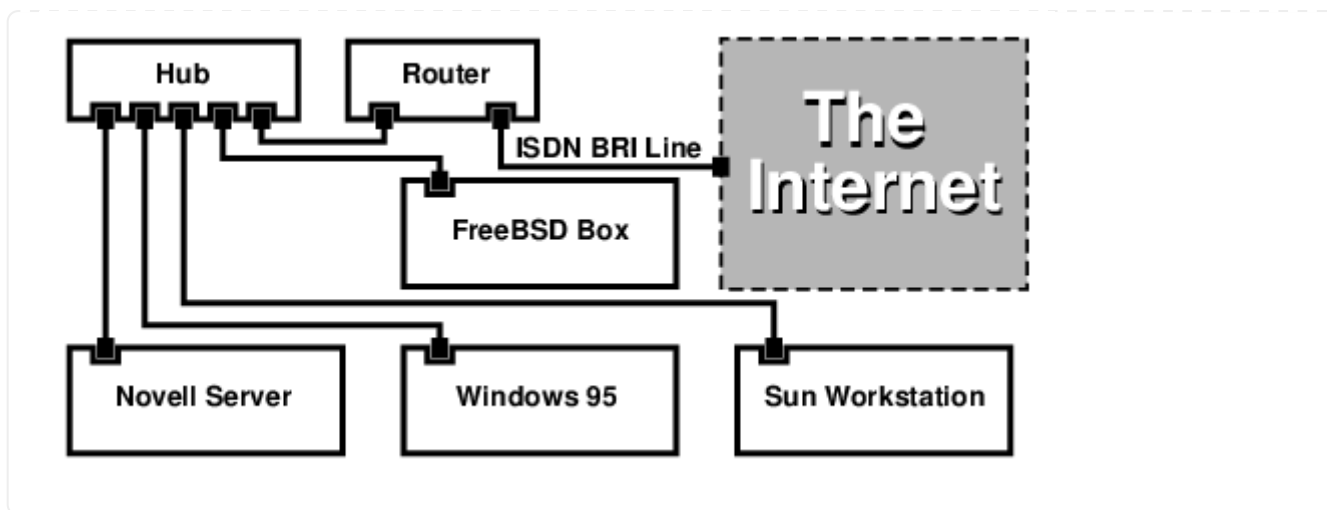 Hub
Router
The
Internet
ISDN BRI Line
FreeBSD Box
Novell Server
Windows 95
Sun Workstation